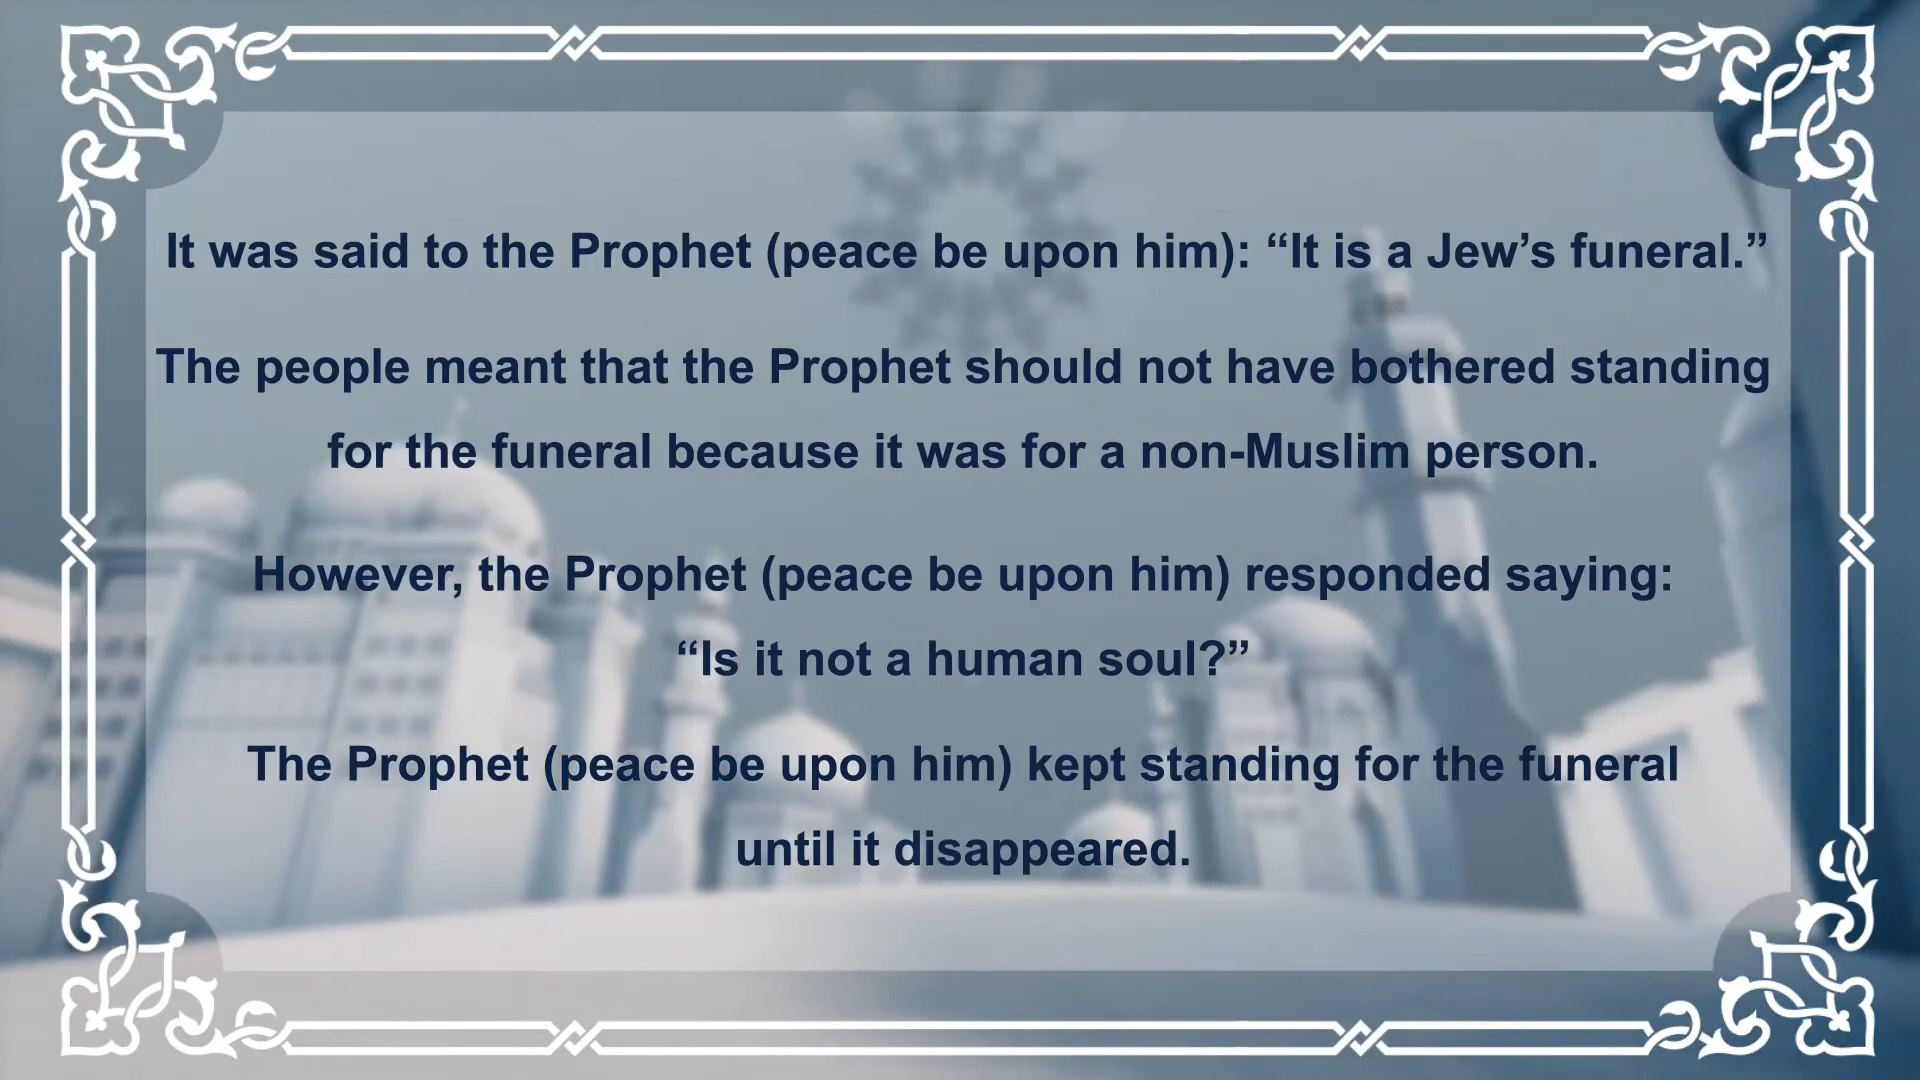 It was said to the Prophet (peace be upon him): “It is a Jew’s funeral.”
The people meant that the Prophet should not have bothered standing
for the funeral because it was for a non-Muslim person.
However, the Prophet (peace be upon him) responded saying:
“Is it not a human soul?”
The Prophet (peace be upon him) kept standing for the funeral
until it disappeared.